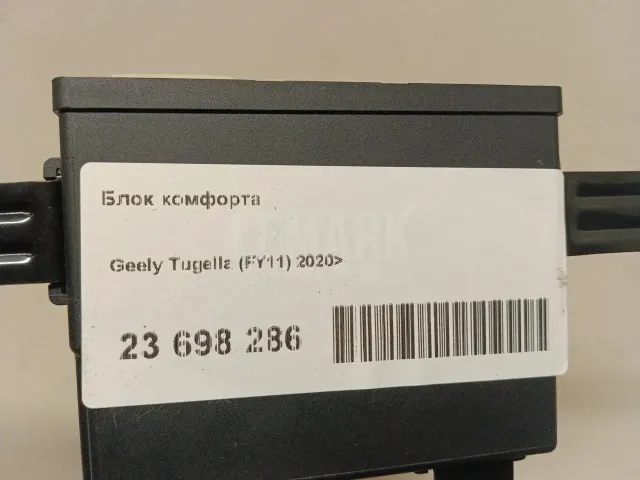 Блок комфорта
Geely Tugella (FY11) 2020>
23 698 286